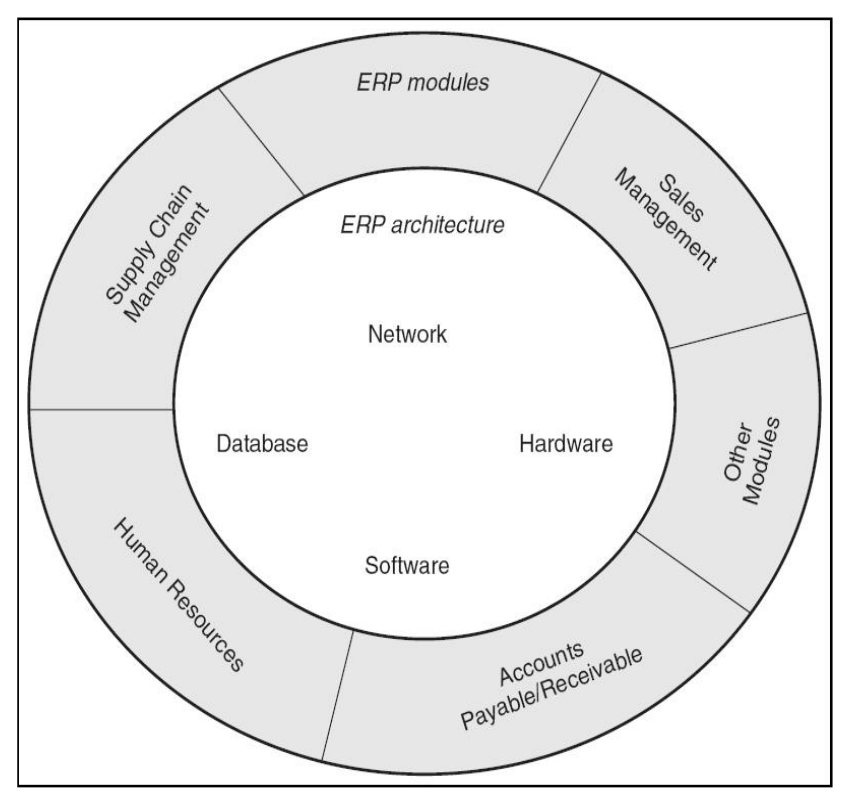 ERP modules
Sales
Management
Supply Chain
Management
ERP architecture
Network
Database
Hardware
Other
Modules
Software
Human Resources
Accounts
Payable/Receivable